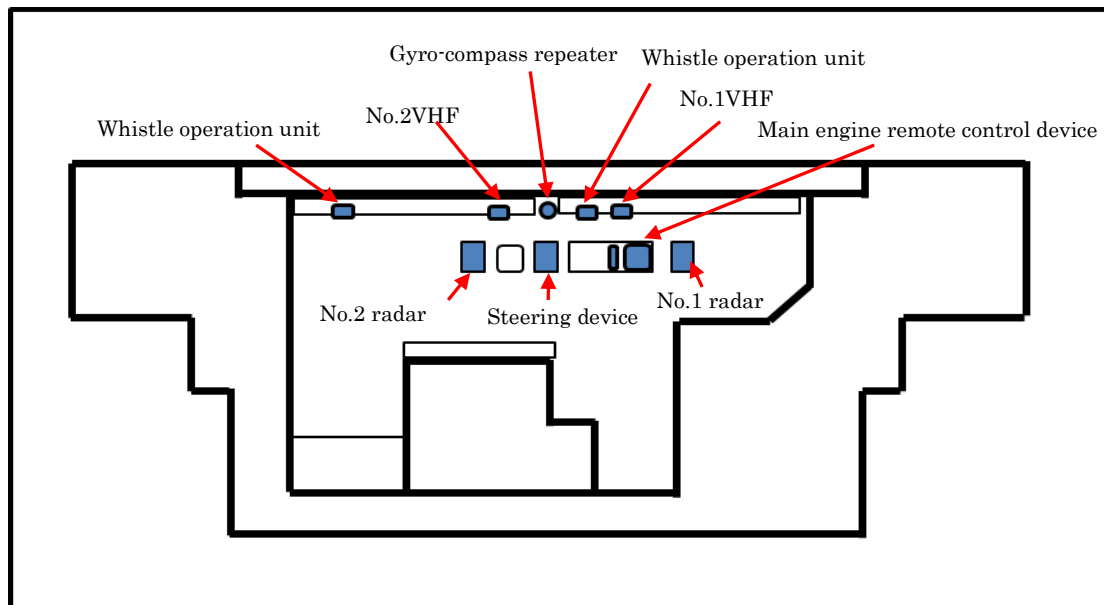 Gyro-compass repeater
Whistle operation unit
No.2VHF
No.1VHF
Whistle operation unit
Main engine remote control device
No.2 radar
Steering device
No.1 radar